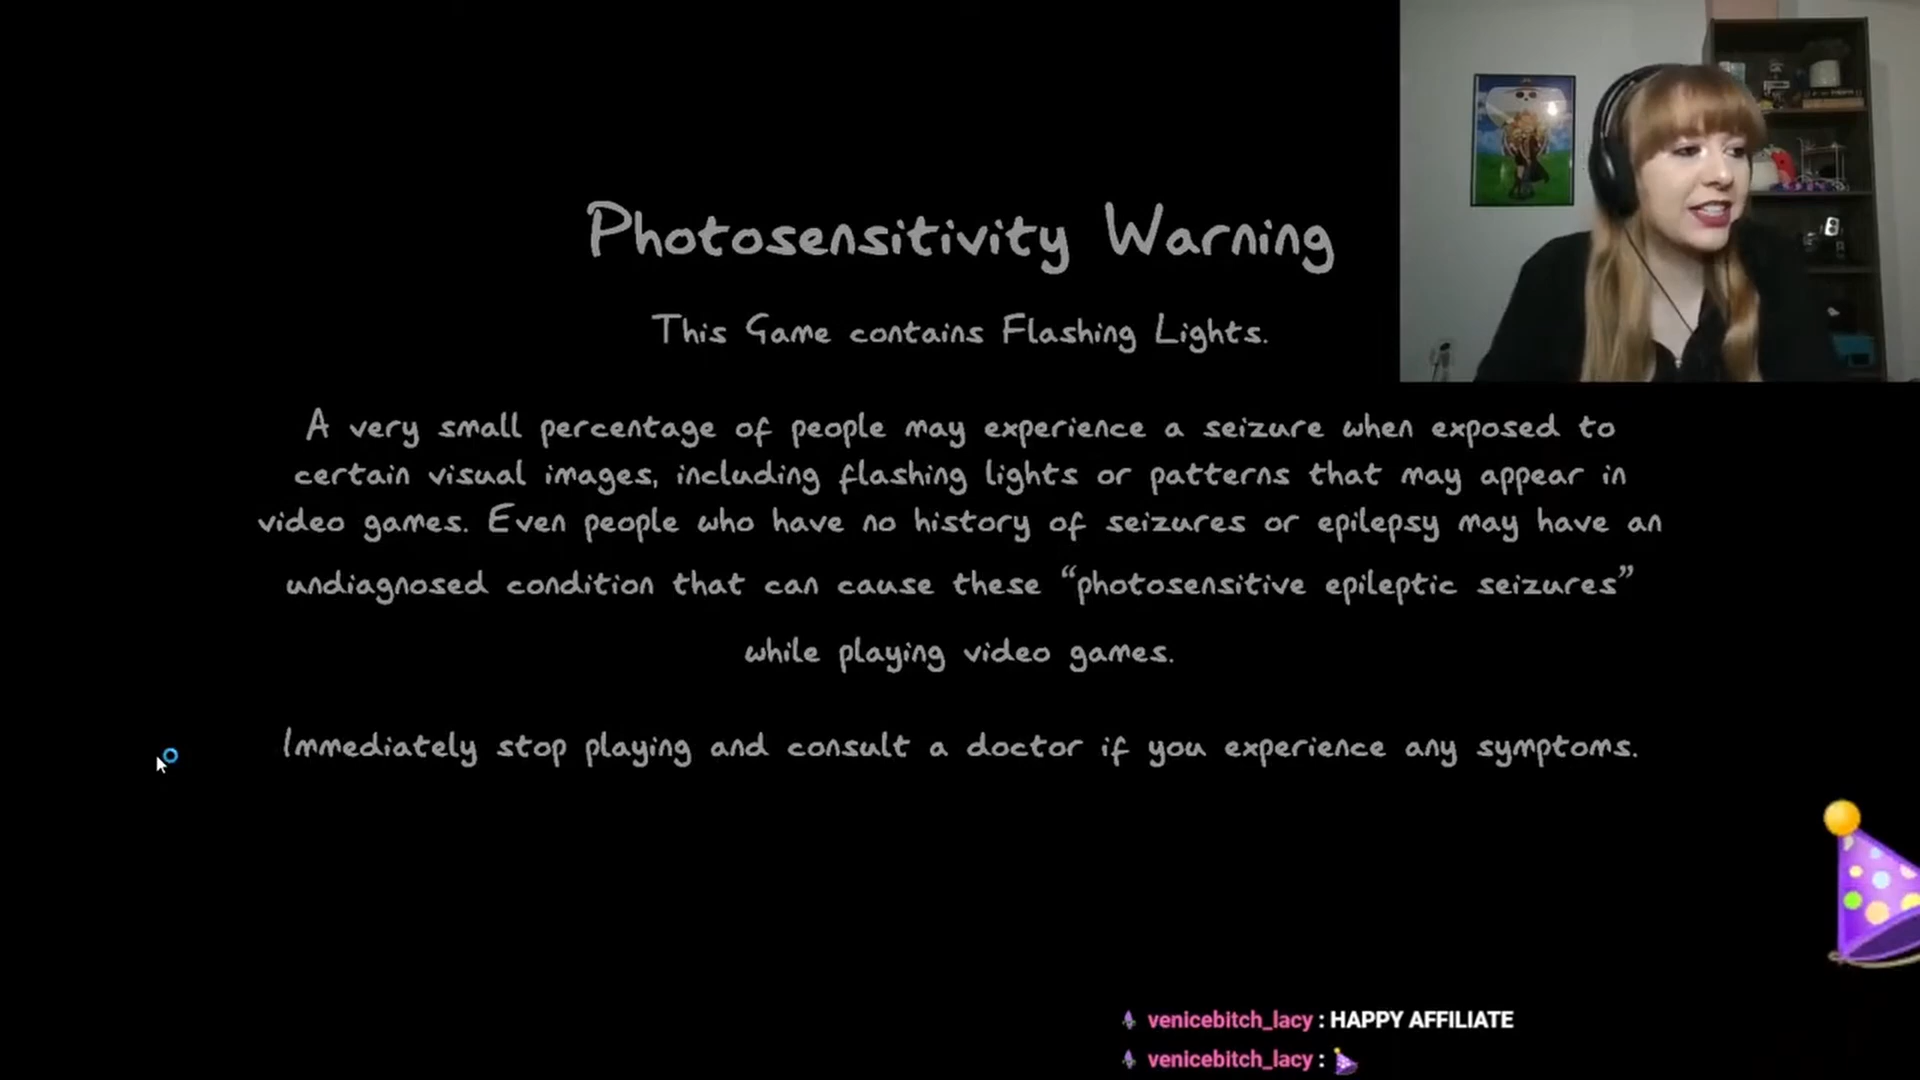 Photosensitivity Warning
This Game contains Flashing Lights.
A very small percentage of people may experience a seizure when exposed to
certain visual images, including flashing lights or patterns that may appear in
video games. Even people who have no history of seizures or epilepsy may have an
undiagnosed condition that can cause these “photosensitive epileptic seizures”
while playing video games.
Immediately stop playing and consult a doctor if you experience any symptoms.
venicebitch_lacy : HAPPY AFFILIATE
venicebitch_lacy :